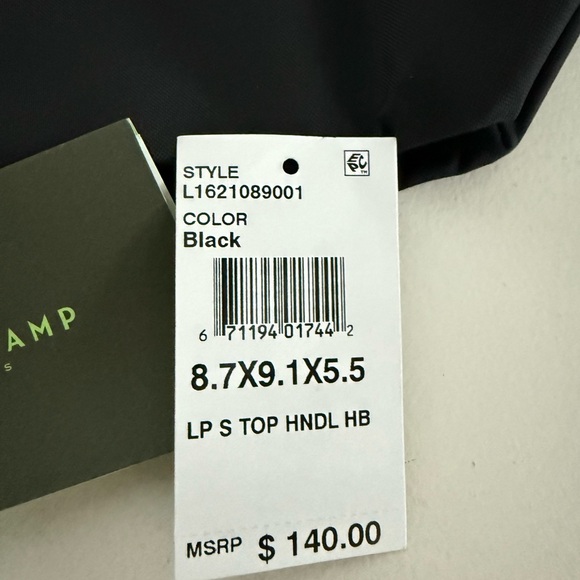 AMP
S
STYLE
L1621089001
EPC™
COLOR
Black
6 71194 01744 2
8.7X9.1X5.5
LP S TOP HNDL HB
MSRP $ 140.00